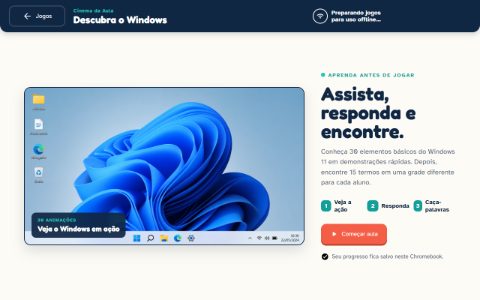 ← Jogos
Cinema da Aula
Descubra o Windows
Preparando jogos
para uso offline...
30 ANIMAÇÕES
Veja o Windows em ação
APRENDA ANTES DE JOGAR
Assista,
responda e
encontre.
Conheça 30 elementos básicos do Windows
11 em demonstrações rápidas. Depois,
encontre 15 termos em uma grade diferente
para cada aluno.
1 Veja a
ação
2 Responda
3 Caça-
palavras
Começar aula
Seu progresso fica salvo neste Chromebook.